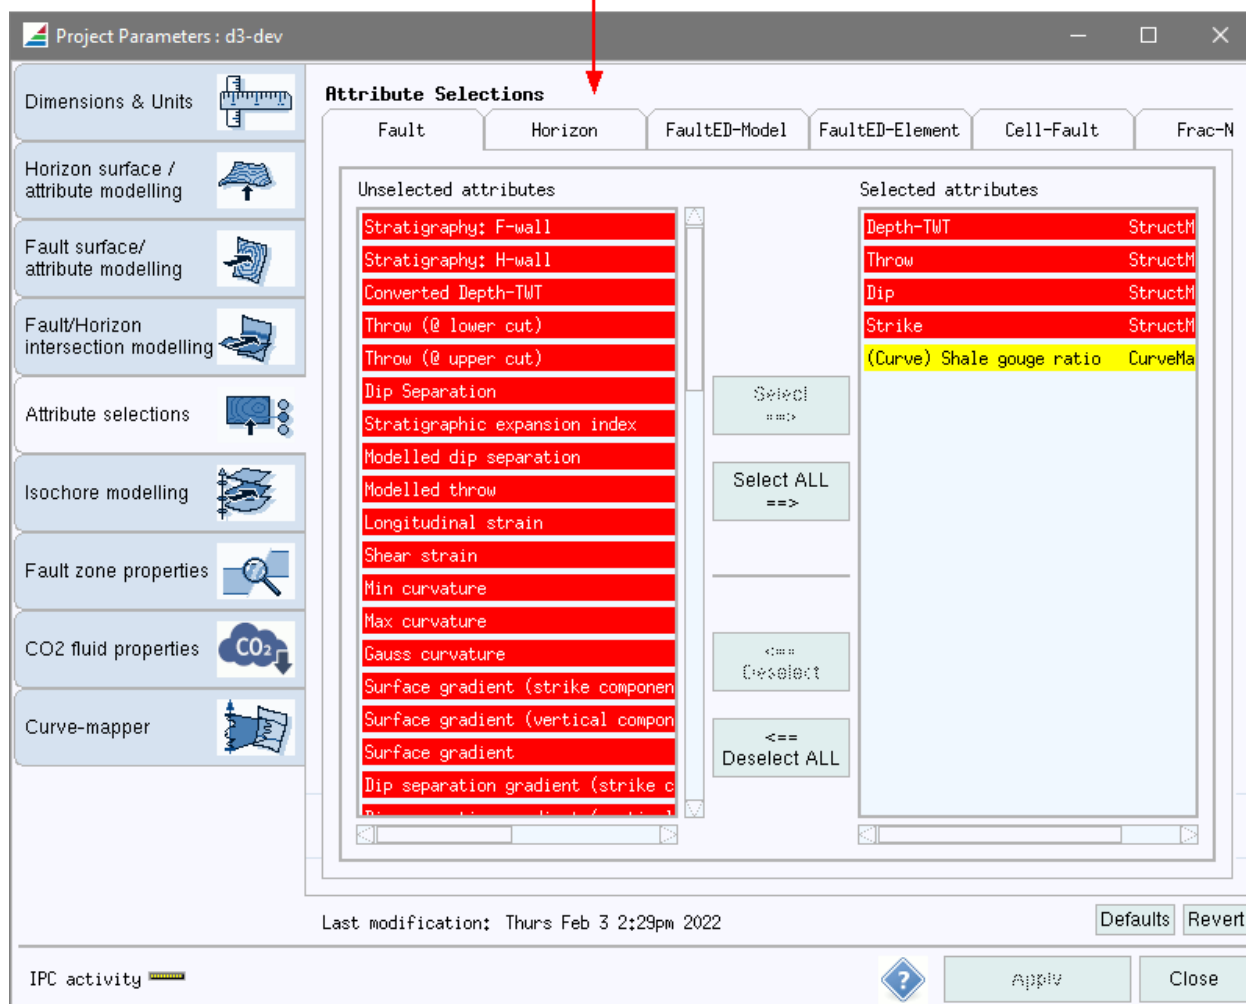 Project Parameters : d3-dev
Dimensions & Units
Horizon surface /
attribute modelling
Fault surface/
attribute modelling
Fault/Horizon
intersection modelling
Attribute selections
Isochore modelling
Fault zone properties
CO2 fluid properties
CO2
Curve-mapper
Attribute Selections
Fault
Horizon
FaultED-Model
FaultED-Element
Cell-Fault
Frac-N
Unselected attributes
Stratigraphy: F-wall
Stratigraphy: H-wall
Converted Depth-TWT
Throw (@ lower cut)
Throw (@ upper cut)
Dip Separation
Stratigraphic expansion index
Modelled dip separation
Modelled throw
Longitudinal strain
Shear strain
Min curvature
Max curvature
Gauss curvature
Surface gradient (strike componen
Surface gradient (vertical compon
Surface gradient
Dip separation gradient (strike c
Select
==>
Select ALL
==>
<==
Deselect
<==
Deselect ALL
Selected attributes
Depth-TWT StructM
Throw StructM
Dip StructM
Strike StructM
(Curve) Shale gouge ratio CurveMa
Last modification: Thurs Feb 3 2:29pm 2022
Defaults
Revert
IPC activity
?
Apply
Close